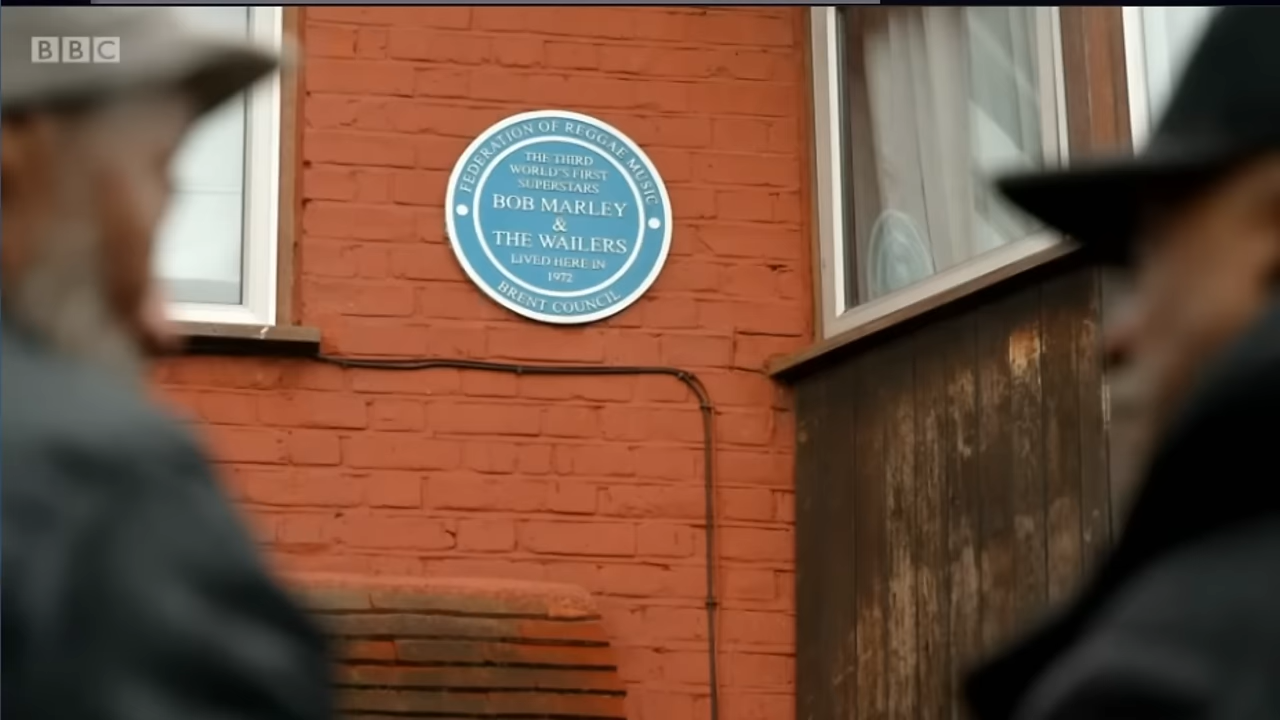 BBC
FEDERATION OF REGGAE MUSIC
THE THIRD
WORLD'S FIRST
SUPERSTARS
BOB MARLEY
&
THE WAILERS
LIVED HERE IN
1972
BRENT COUNCIL